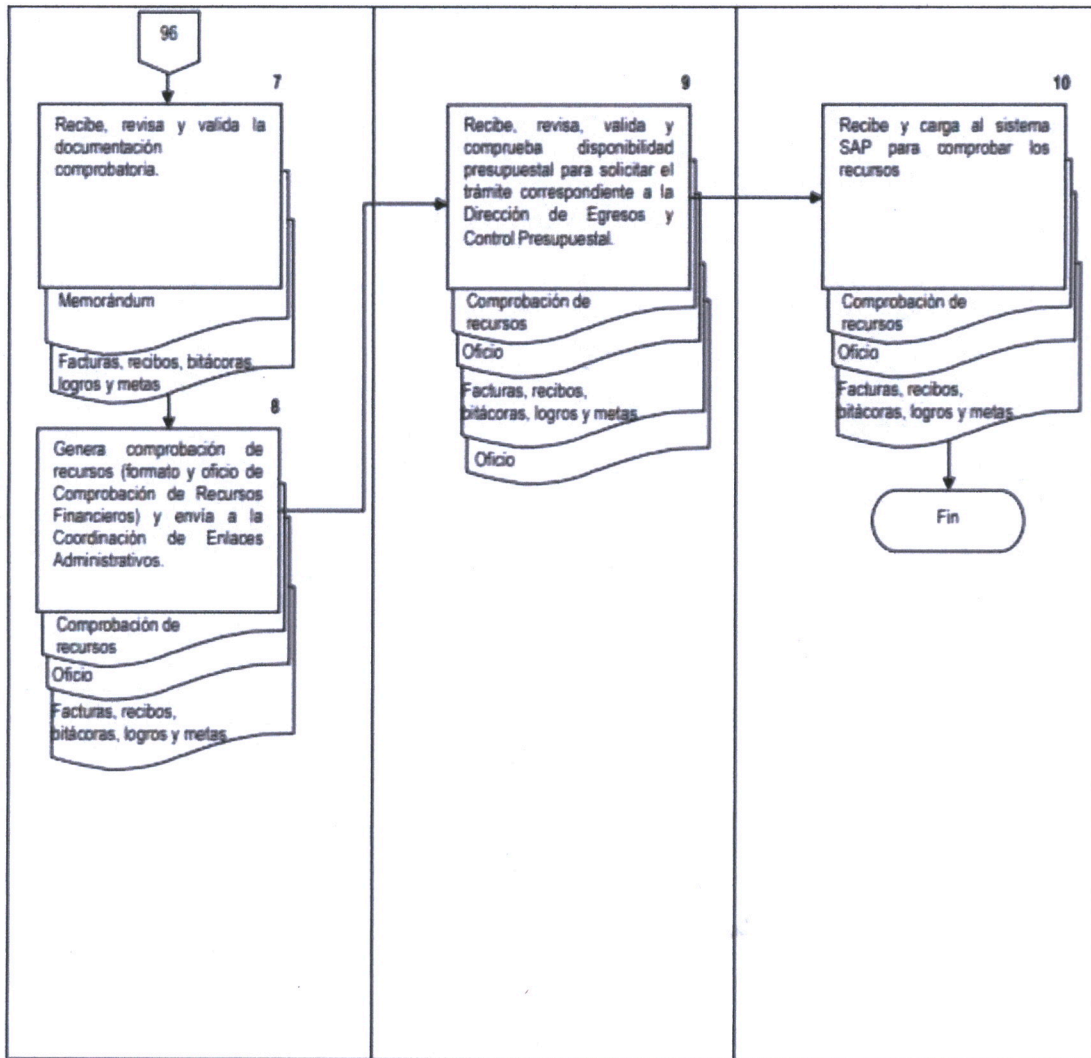 96
7
Recibe, revisa y valida la
documentación
comprobatoria.
Memorándum
Facturas, recibos, bitácoras,
logros y metas
8
Genera comprobación de
recursos (formato y oficio de
Comprobación de Recursos
Financieros) y envía a la
Coordinación de Enlaces
Administrativos.
Comprobación de
recursos
Oficio
Facturas, recibos,
bitácoras, logros y metas
9
Recibe, revisa, valida y
comprueba disponibilidad
presupuestal para solicitar el
trámite correspondiente a la
Dirección de Egresos y
Control Presupuestal.
Comprobación de
recursos
Oficio
Facturas, recibos,
bitácoras, logros y metas
Oficio
10
Recibe y carga al sistema
SAP para comprobar los
recursos
Comprobación de
recursos
Oficio
Facturas, recibos,
bitácoras, logros y metas
Fin